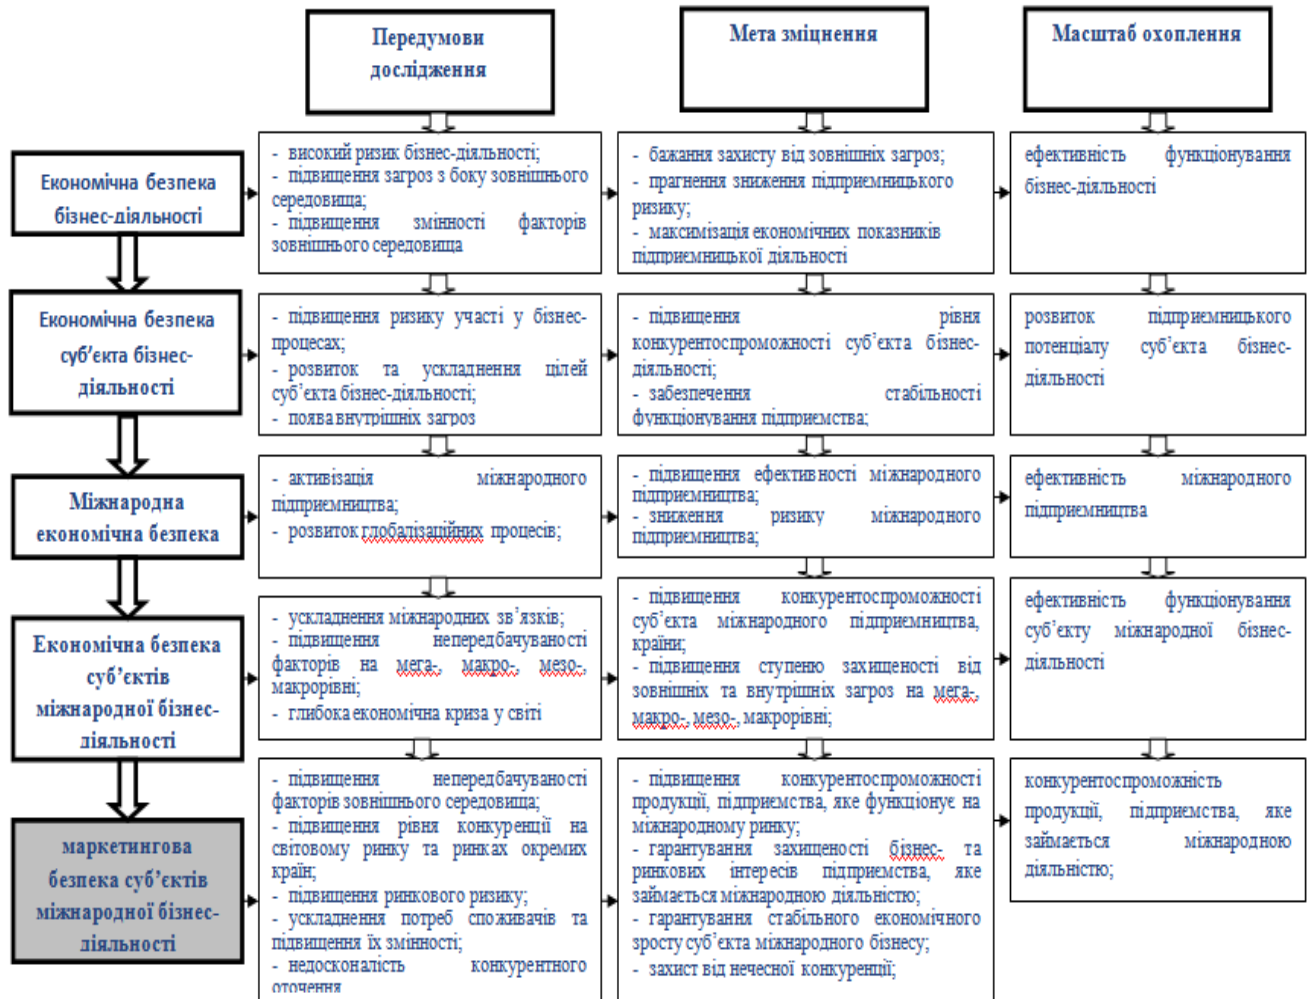 Передумови
дослідження
Мета зміцнення
Масштаб охоплення
Економічна безпека
бізнес-діяльності
- високий ризик бізнес-діяльності;
- підвищення загроз з боку зовнішнього
середовища;
- підвищення змінності факторів
зовнішнього середовища
- бажання захисту від зовнішніх загроз;
- прагнення зниження підприємницького
ризику;
- максимізація економічних показників
підприємницької діяльності
ефективність функціонування
бізнес-діяльності
Економічна безпека
суб’єкта бізнес-
діяльності
- підвищення ризику участі у бізнес-
процесах;
- розвиток та ускладнення цілей
суб’єкта бізнес-діяльності;
- поява внутрішніх загроз
- підвищення рівня
конкурентоспроможності суб’єкта бізнес-
діяльності;
- забезпечення стабільності
функціонування підприємства;
розвиток підприємницького
потенціалу суб’єкта бізнес-
діяльності
Міжнародна
економічна безпека
- активізація міжнародного
підприємництва;
- розвиток глобалізаційних процесів;
- підвищення ефективності міжнародного
підприємництва;
- зниження ризику міжнародного
підприємництва;
ефективність міжнародного
підприємництва
Економічна безпека
суб’єктів
міжнародної бізнес-
діяльності
- ускладнення міжнародних зв’язків;
- підвищення непередбачуваності
факторів на мега-, макро-, мезо-,
макрорівні;
- глибока економічна криза у світі
- підвищення конкурентоспроможності
суб’єкта міжнародного підприємництва,
країни;
- підвищення ступеню захищеності від
зовнішніх та внутрішніх загроз на мега-,
макро-, мезо-, макрорівні;
ефективність функціонування
суб’єкту міжнародної бізнес-
діяльності
маркетингова
безпека суб’єктів
міжнародної бізнес-
діяльності
- підвищення непередбачуваності
факторів зовнішнього середовища;
- підвищення рівня конкуренції на
світовому ринку та ринках окремих
країн;
- підвищення ринкового ризику;
- ускладнення потреб споживачів та
підвищення їх змінності;
- недосконалість конкурентного
оточення
- підвищення конкурентоспроможності
продукції, підприємства, яке функціонує на
міжнародному ринку;
- гарантування захищеності бізнес- та
ринкових інтересів підприємства, яке
займається міжнародною діяльністю;
- гарантування стабільного економічного
зросту суб’єкта міжнародного бізнесу;
- захист від нечесної конкуренції;
конкурентоспроможність
продукції, підприємства, яке
займається міжнародною
діяльністю;